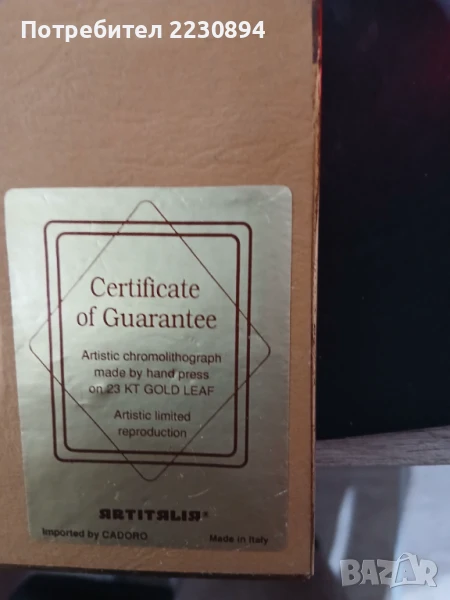 Потребител 2230894
Certificate
of Guarantee
Artistic chromolithograph
made by hand press
on 23 KT GOLD LEAF
Artistic limited
reproduction
ARTITALIA®
Imported by CADORO Made in Italy
BAZAR